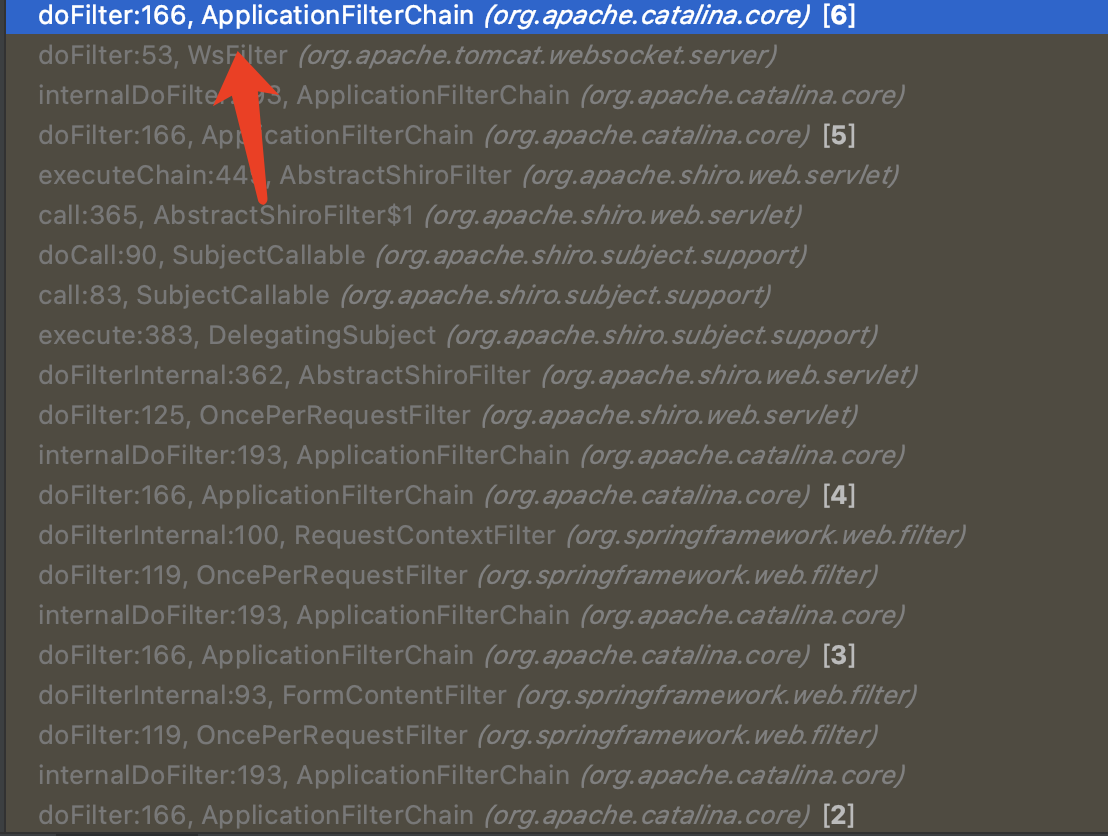 doFilter:166, ApplicationFilterChain (org.apache.catalina.core) [6]
doFilter:53, WsFilter (org.apache.tomcat.websocket.server)
ApplicationFilterChain (org.apache.catalina.core)
doFilter:166, ApplicationFilterChain (org.apache.catalina.core) [5]
AbstractShiroFilter (org.apache.shiro.web.servlet)
call:365, AbstractShiroFilter$1 (org.apache.shiro.web.servlet)
doCall:90, SubjectCallable (org.apache.shiro.subject.support)
call:83, SubjectCallable (org.apache.shiro.subject.support)
execute:383, DelegatingSubject (org.apache.shiro.subject.support)
doFilterInternal:362, AbstractShiroFilter (org.apache.shiro.web.servlet)
doFilter:125, OncePerRequestFilter (org.apache.shiro.web.servlet)
internalDoFilter:193, ApplicationFilterChain (org.apache.catalina.core)
doFilter:166, ApplicationFilterChain (org.apache.catalina.core) [4]
doFilterInternal:100, RequestContextFilter (org.springframework.web.filter)
doFilter:119, OncePerRequestFilter (org.springframework.web.filter)
internalDoFilter:193, ApplicationFilterChain (org.apache.catalina.core)
doFilter:166, ApplicationFilterChain (org.apache.catalina.core) [3]
doFilterInternal:93, FormContentFilter (org.springframework.web.filter)
doFilter:119, OncePerRequestFilter (org.springframework.web.filter)
internalDoFilter:193, ApplicationFilterChain (org.apache.catalina.core)
doFilter:166, ApplicationFilterChain (org.apache.catalina.core) [2]